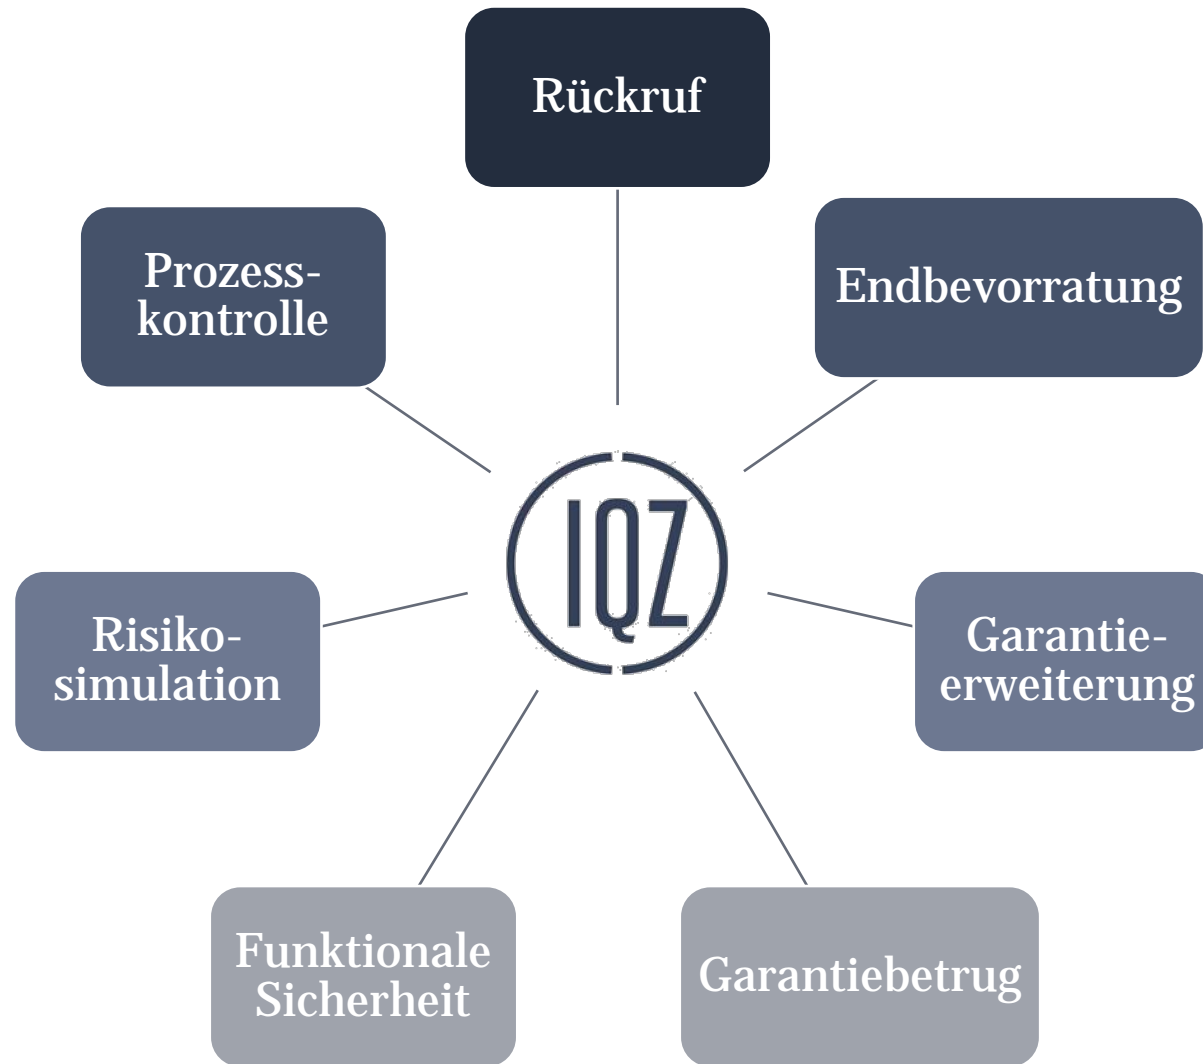 Rückruf
Endbevorratung
Prozess-
kontrolle
IQZ
Risiko-
simulation
Garantie-
erweiterung
Funktionale
Sicherheit
Garantiebetrug